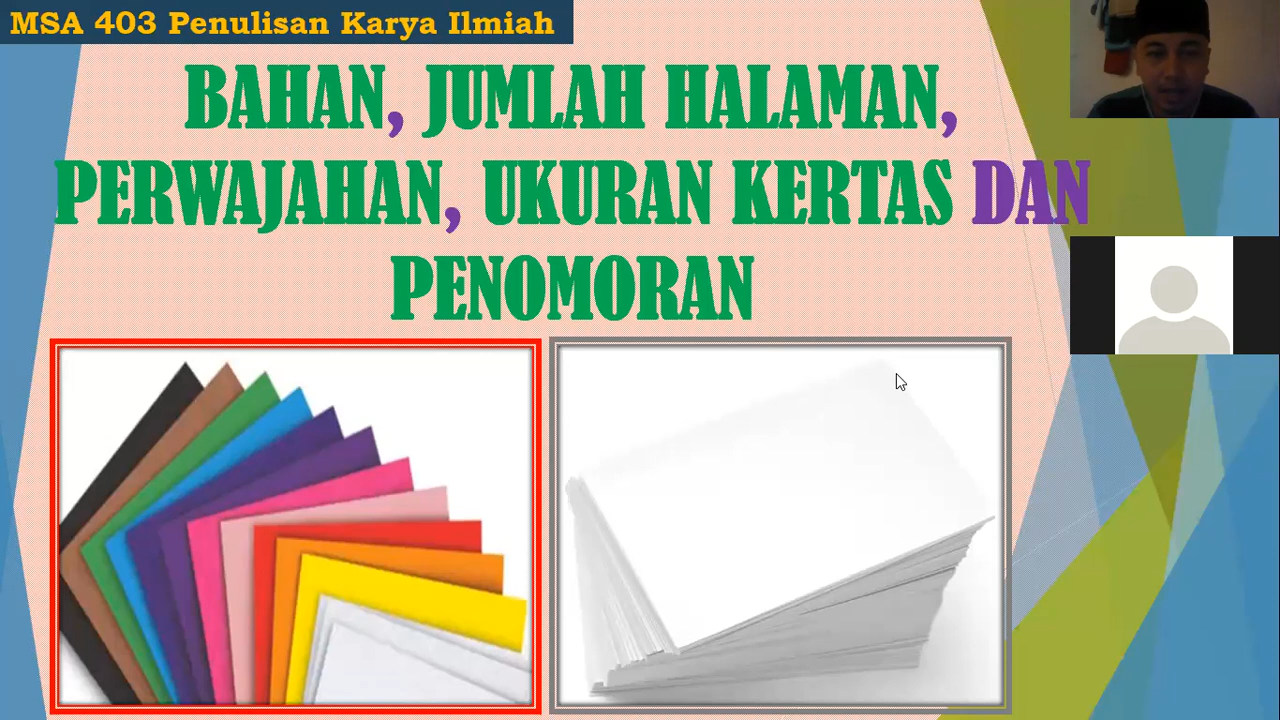 MSA 403 Penulisan Karya Ilmiah
BAHAN, JUMLAH HALAMAN,
PERWAJAHAN, UKURAN KERTAS DAN
PENOMORAN